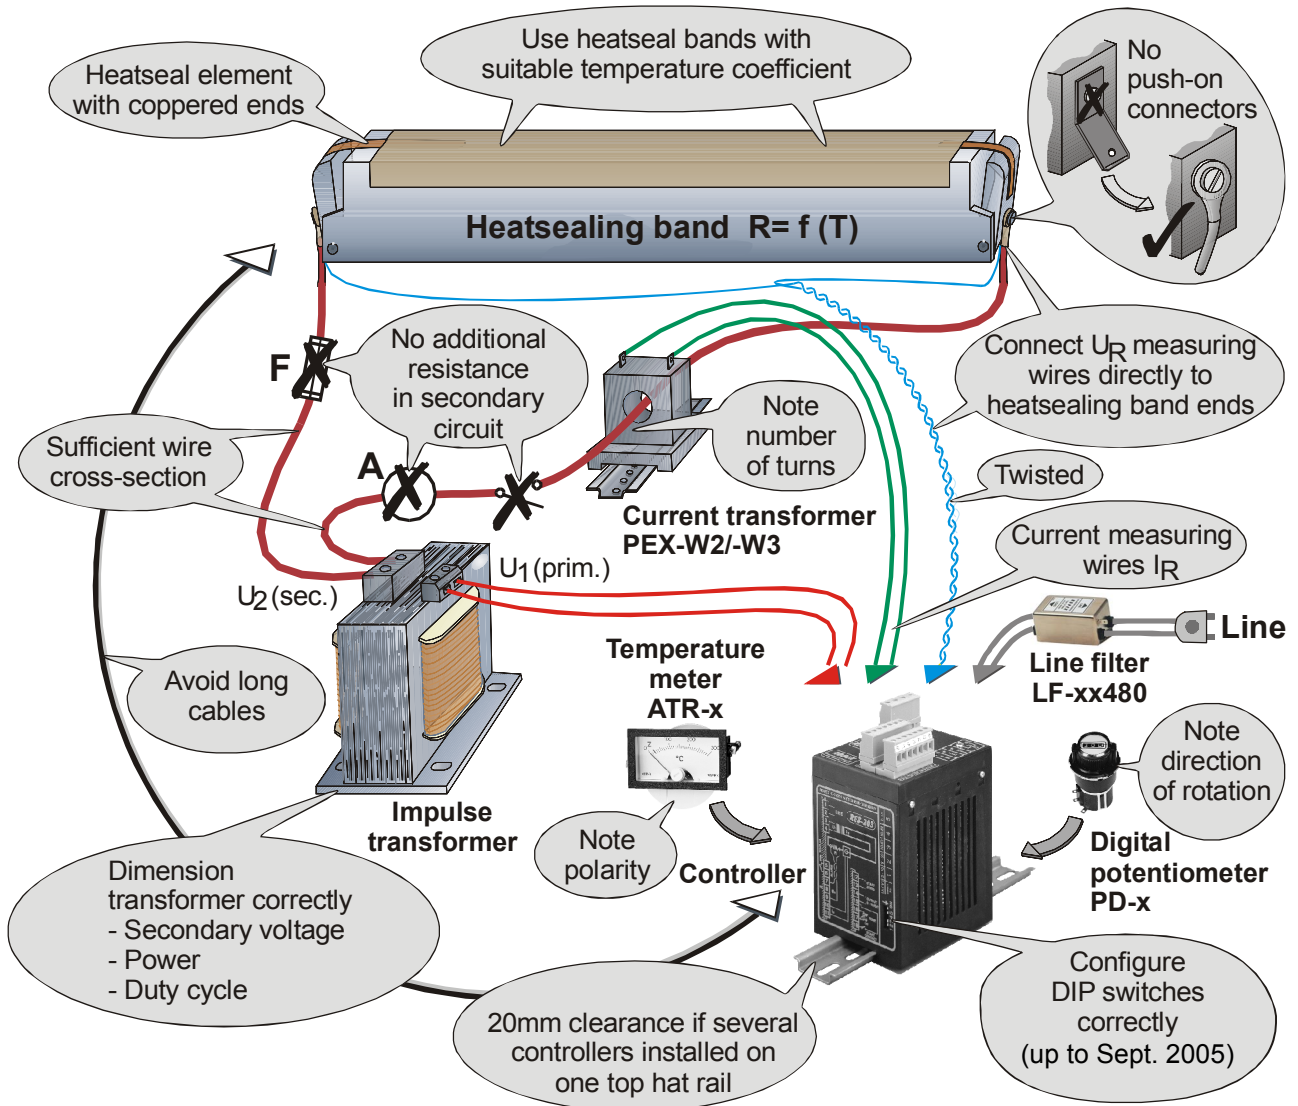 Use heatseal bands with
suitable temperature coefficient
Heatseal element
with coppered ends
No
push-on
connectors
Heatsealing band R= f (T)
F
No additional
resistance
in secondary
circuit
Connect UR measuring
wires directly to
heatsealing band ends
Note
number
of turns
Sufficient wire
cross-section
A
Twisted
Current transformer
PEX-W2/-W3
Current measuring
wires IR
U1 (prim.)
U2 (sec.)
Line
Line filter
LF-xx480
Temperature
meter
ATR-x
Avoid long
cables
°C
Note
direction
of rotation
Impulse
transformer
Note
polarity
Controller
Digital
potentiometer
PD-x
Dimension
transformer correctly
- Secondary voltage
- Power
- Duty cycle
Configure
DIP switches
correctly
(up to Sept. 2005)
20mm clearance if several
controllers installed on
one top hat rail